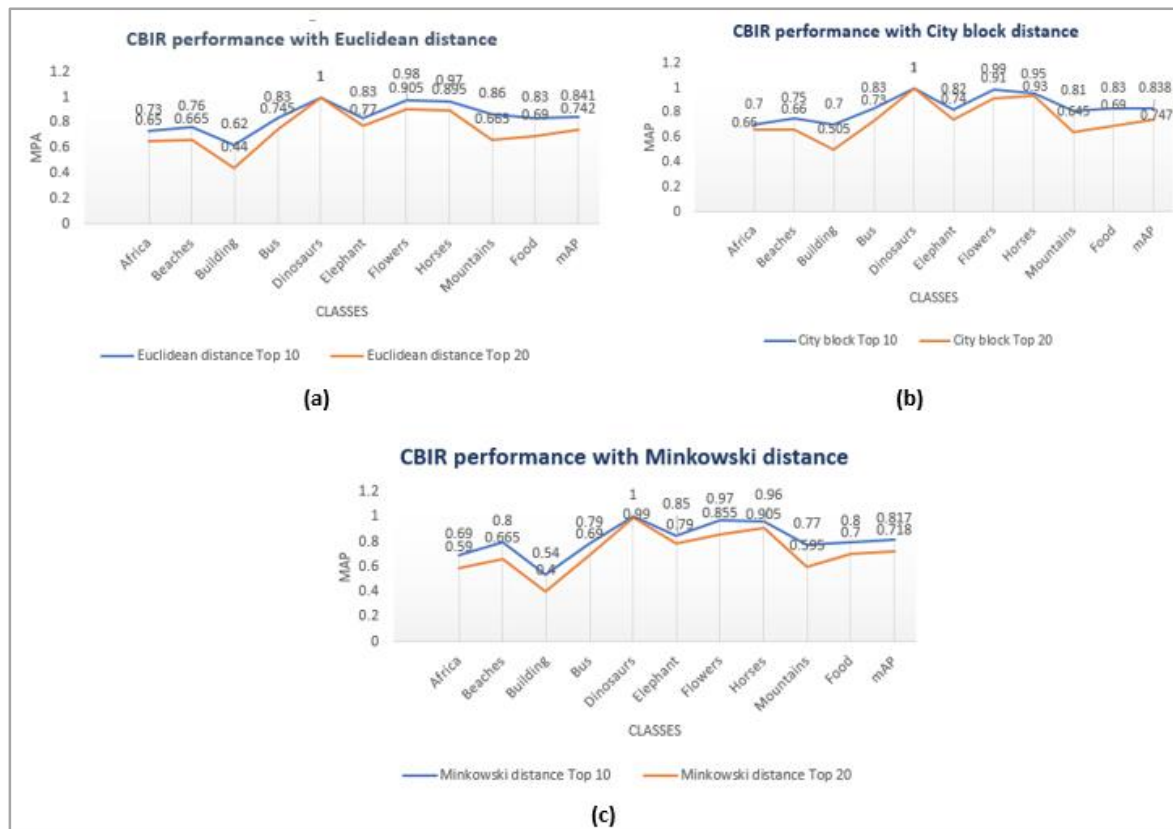 CBIR performance with Euclidean distance
1.2
1
0.8
0.6
0.4
0.2
0
MPA
0.73
0.65
0.76
0.665
0.62
0.44
0.83
0.745
1
0.83
0.77
0.98
0.905
0.97
0.895
0.86
0.665
0.83
0.69
0.841
0.742
Africa
Beaches
Building
Bus
Dinosaurs
Elephant
Flowers
Horses
Mountains
Food
mAP
CLASSES
Euclidean distance Top 10
Euclidean distance Top 20
(a)
CBIR performance with City block distance
1.2
1
0.8
0.6
0.4
0.2
0
MAP
0.7
0.66
0.75
0.66
0.7
0.505
0.83
0.73
1
0.82
0.74
0.99
0.91
0.95
0.93
0.81
0.645
0.83
0.69
0.838
0.747
Africa
Beaches
Building
Bus
Dinosaurs
Elephant
Flowers
Horses
Mountains
Food
mAP
CLASSES
City block Top 10
City block Top 20
(b)
CBIR performance with Minkowski distance
1.2
1
0.8
0.6
0.4
0.2
0
MAP
0.69
0.59
0.8
0.665
0.54
0.4
0.79
0.69
1
0.99
0.85
0.79
0.97
0.855
0.96
0.905
0.77
0.595
0.8
0.7
0.817
0.718
Africa
Beaches
Building
Bus
Dinosaurs
Elephant
Flowers
Horses
Mountains
Food
mAP
CLASSES
Minkowski distance Top 10
Minkowski distance Top 20
(c)